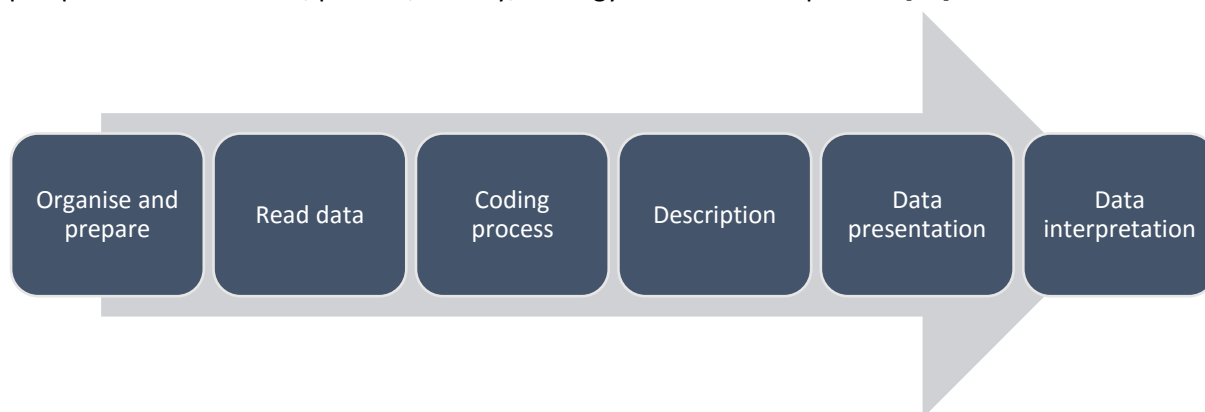 Organise and
prepare
Read data
Coding
process
Description
Data
presentation
Data
interpretation